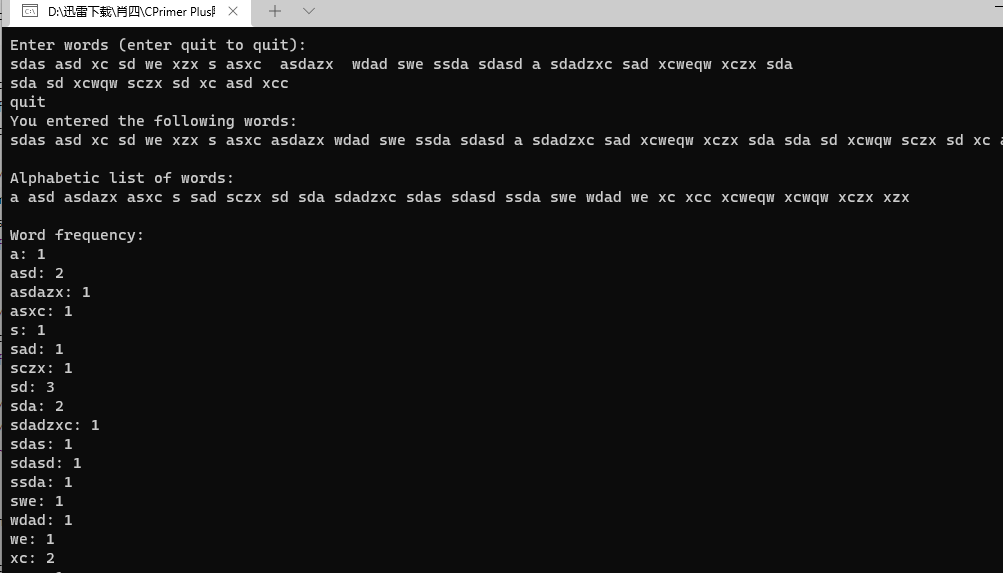 D:\迅雷下载\肖四\CPrimer Plus
Enter words (enter quit to quit):
sdas asd xc sd we xzx s asxc  asdazx  wdad swe ssda sdasd a sdadzxc sad xcweqw xczx sda
sda sd xcwqw sczx sd xc asd xcc
quit
You entered the following words:
sdas asd xc sd we xzx s asxc asdazx wdad swe ssda sdasd a sdadzxc sad xcweqw xczx sda sda sd xcwqw sczx sd xc
Alphabetic list of words:
a asd asdazx asxc s sad sczx sd sda sdadzxc sdas sdasd ssda swe wdad we xc xcc xcweqw xcwqw xczx xzx
Word frequency:
a: 1
asd: 2
asdazx: 1
asxc: 1
s: 1
sad: 1
sczx: 1
sd: 3
sda: 2
sdadzxc: 1
sdas: 1
sdasd: 1
ssda: 1
swe: 1
wdad: 1
we: 1
xc: 2